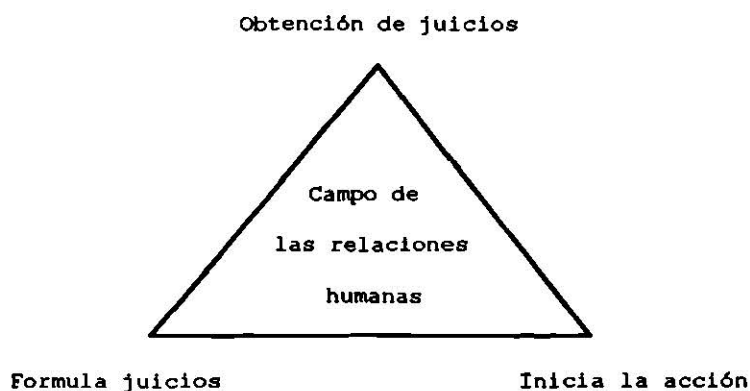 Obtención de juicios
Campo de
las relaciones
humanas
Formula juicios
Inicia la acción